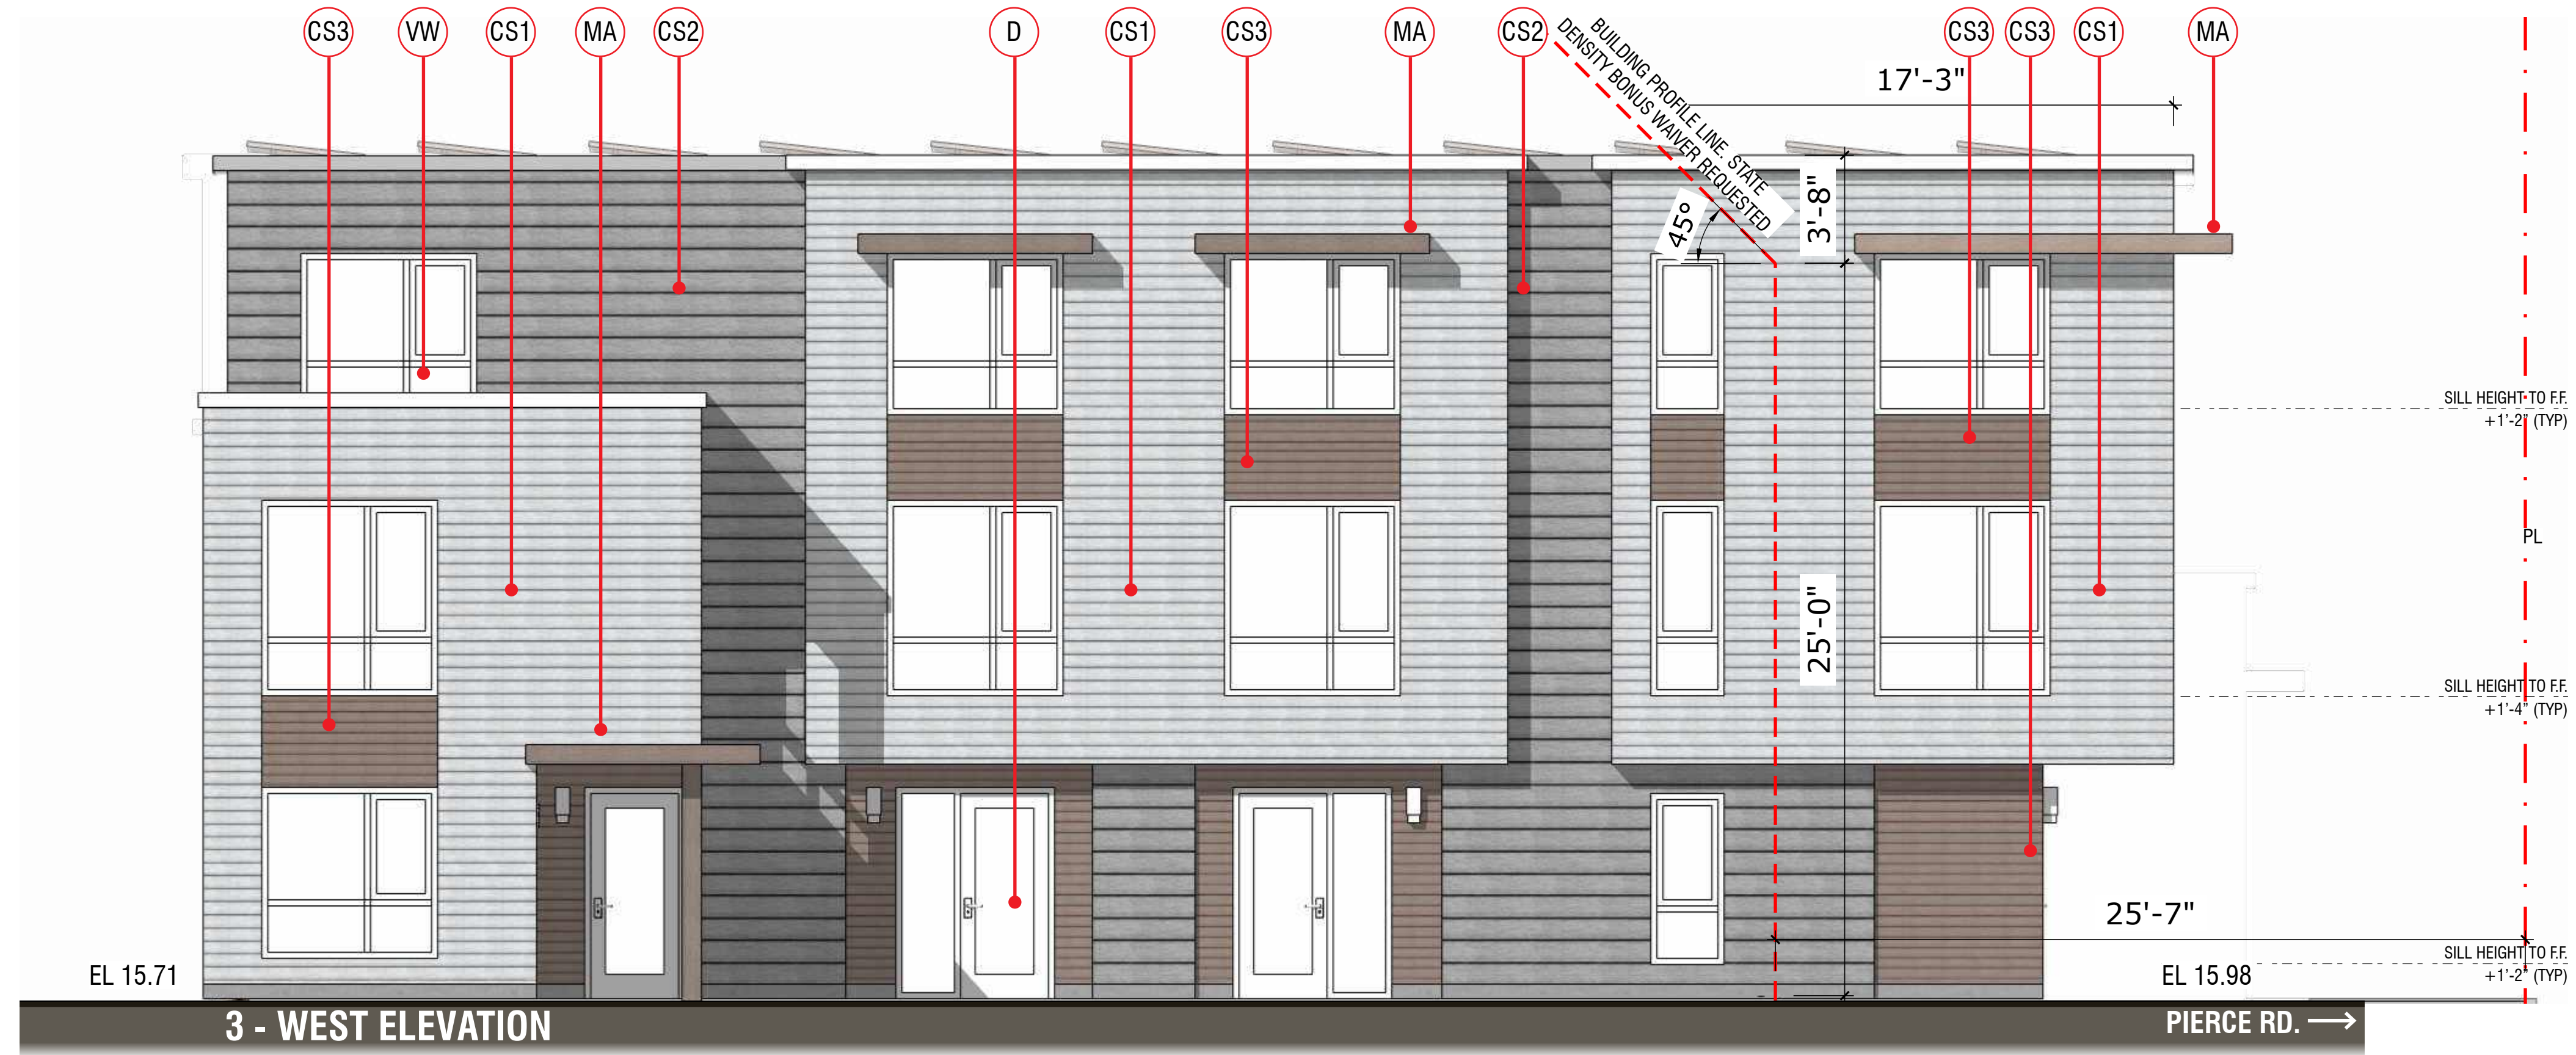 CS3 VW CS1 MA CS2 D CS1 CS3 MA CS2 CS3 CS3 CS1 MA
BUILDING PROFILE LINE. STATE
DENSITY BONUS WAIVER REQUESTED
17'-3"
45°
3'-8"
SILL HEIGHT TO F.F.
+1'-2" (TYP)
PL
25'-0"
SILL HEIGHT TO F.F.
+1'-4" (TYP)
25'-7"
SILL HEIGHT TO F.F.
+1'-2" (TYP)
EL 15.71
EL 15.98
3 - WEST ELEVATION
PIERCE RD.